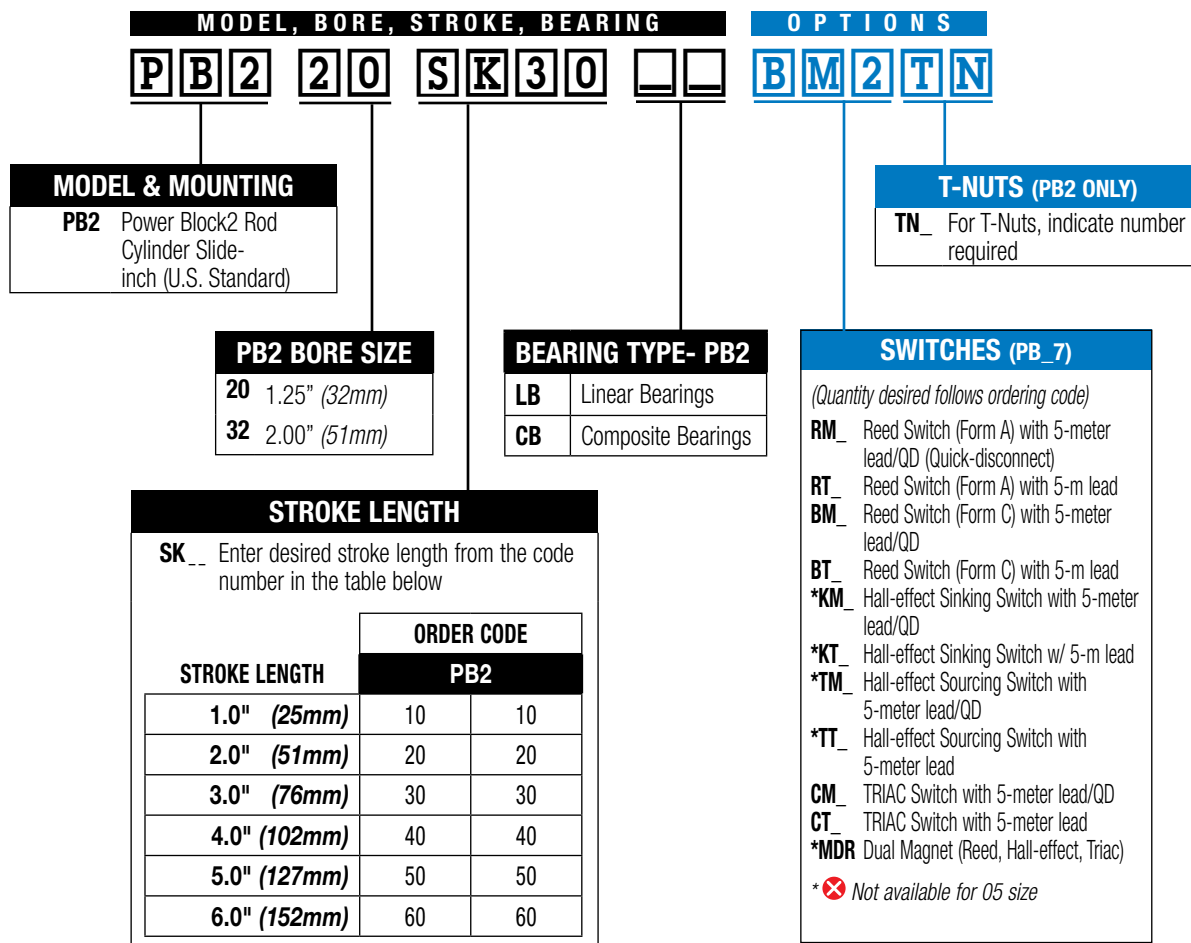 MODEL, BORE, STROKE, BEARING
OPTIONS
PB2 20 SK30 _ _ BM2TN
MODEL & MOUNTING
PB2 Power Block2 Rod
Cylinder Slide-
inch (U.S. Standard)
T-NUTS (PB2 ONLY)
TN_ For T-Nuts, indicate number
required
PB2 BORE SIZE
20 1.25” (32mm)
32 2.00” (51mm)
BEARING TYPE- PB2
LB Linear Bearings
CB Composite Bearings
STROKE LENGTH
SK_ _ Enter desired stroke length from the code
number in the table below
ORDER CODE
STROKE LENGTH PB2
1.0" (25mm) 10 10
2.0" (51mm) 20 20
3.0" (76mm) 30 30
4.0" (102mm) 40 40
5.0" (127mm) 50 50
6.0" (152mm) 60 60
SWITCHES (PB_7)
(Quantity desired follows ordering code)
RM_ Reed Switch (Form A) with 5-meter
lead/QD (Quick-disconnect)
RT_ Reed Switch (Form A) with 5-m lead
BM_ Reed Switch (Form C) with 5-meter
lead/QD
BT_ Reed Switch (Form C) with 5-m lead
*KM_ Hall-effect Sinking Switch with 5-meter
lead/QD
*KT_ Hall-effect Sinking Switch w/ 5-m lead
*TM_ Hall-effect Sourcing Switch with
5-meter lead/QD
*TT_ Hall-effect Sourcing Switch with
5-meter lead
CM_ TRIAC Switch with 5-meter lead/QD
CT_ TRIAC Switch with 5-meter lead
*MDR Dual Magnet (Reed, Hall-effect, Triac)
* Not available for 05 size